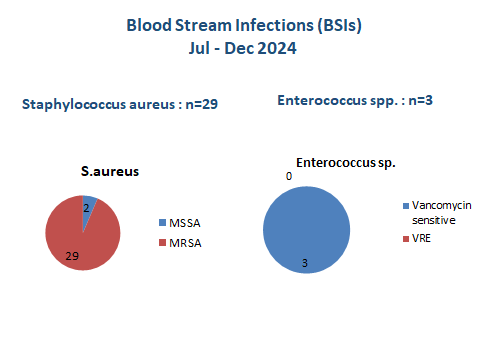 Blood Stream Infections (BSIs)
Jul - Dec 2024
Staphylococcus aureus : n=29
Enterococcus spp. : n=3
S.aureus
2
29
MSSA
MRSA
Enterococcus sp.
0
3
Vancomycin
sensitive
VRE